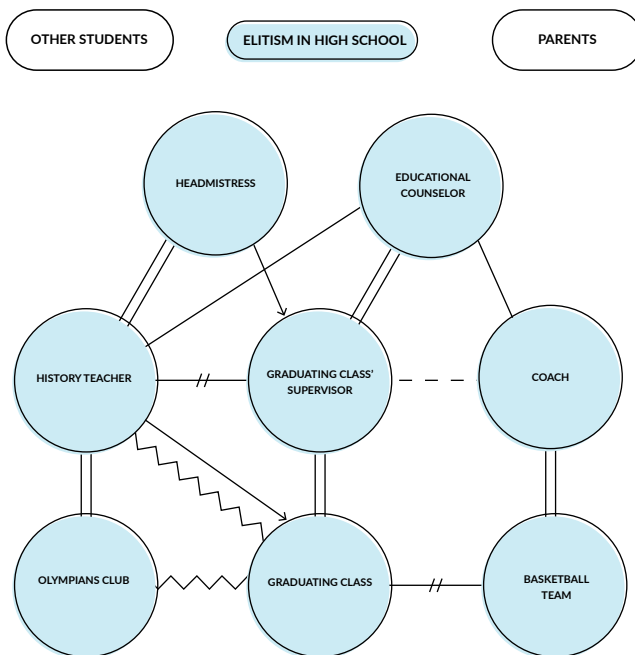 OTHER STUDENTS
ELITISM IN HIGH SCHOOL
PARENTS
HEADMISTRESS
EDUCATIONAL
COUNSELOR
HISTORY TEACHER
GRADUATING CLASS'
SUPERVISOR
COACH
OLYMPIANS CLUB
GRADUATING CLASS
BASKETBALL
TEAM